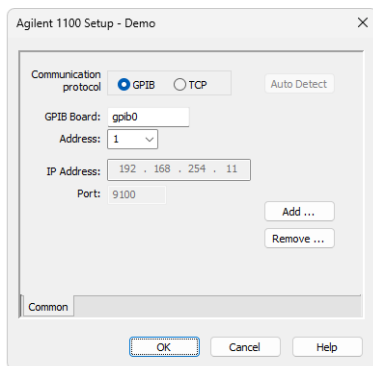 Agilent 1100 Setup - Demo
Communication protocol GPIB TCP Auto Detect
GPIB Board: gpib0
Address: 1
IP Address: 192 . 168 . 254 . 11
Port: 9100
Add ...
Remove ...
Common
OK Cancel Help